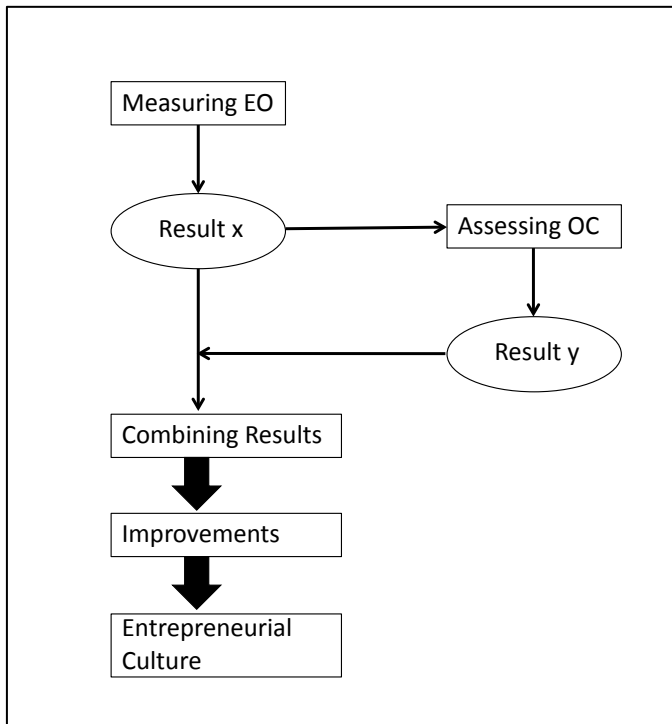 Measuring EO
Result x
Assessing OC
Result y
Combining Results
Improvements
Entrepreneurial
Culture